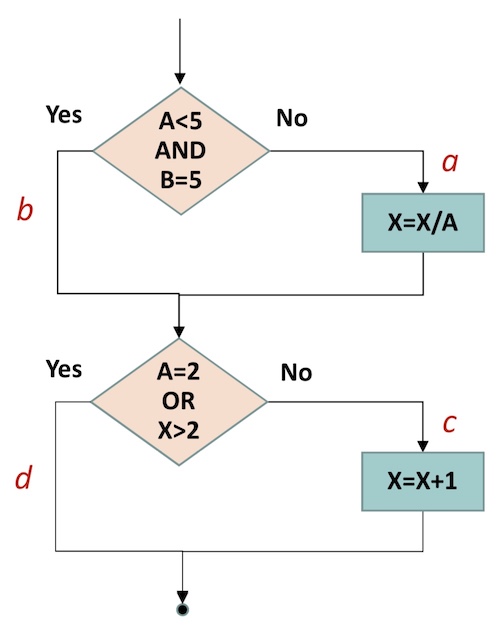 Yes
No
A<5
AND
B=5
a
b
X=X/A
Yes
No
A=2
OR
X>2
c
d
X=X+1